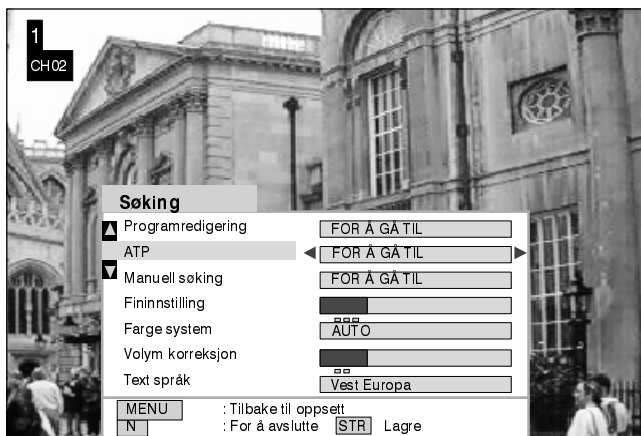 1
CH02
Søking
Programredigering FOR Å GÅ TIL
ATP FOR Å GÅ TIL
Manuell søking FOR Å GÅ TIL
Fininnstilling
Farge system AUTO
Volym korreksjon
Text språk Vest Europa
MENU : Tilbake til oppsett
N : For å avslutte STR Lagre